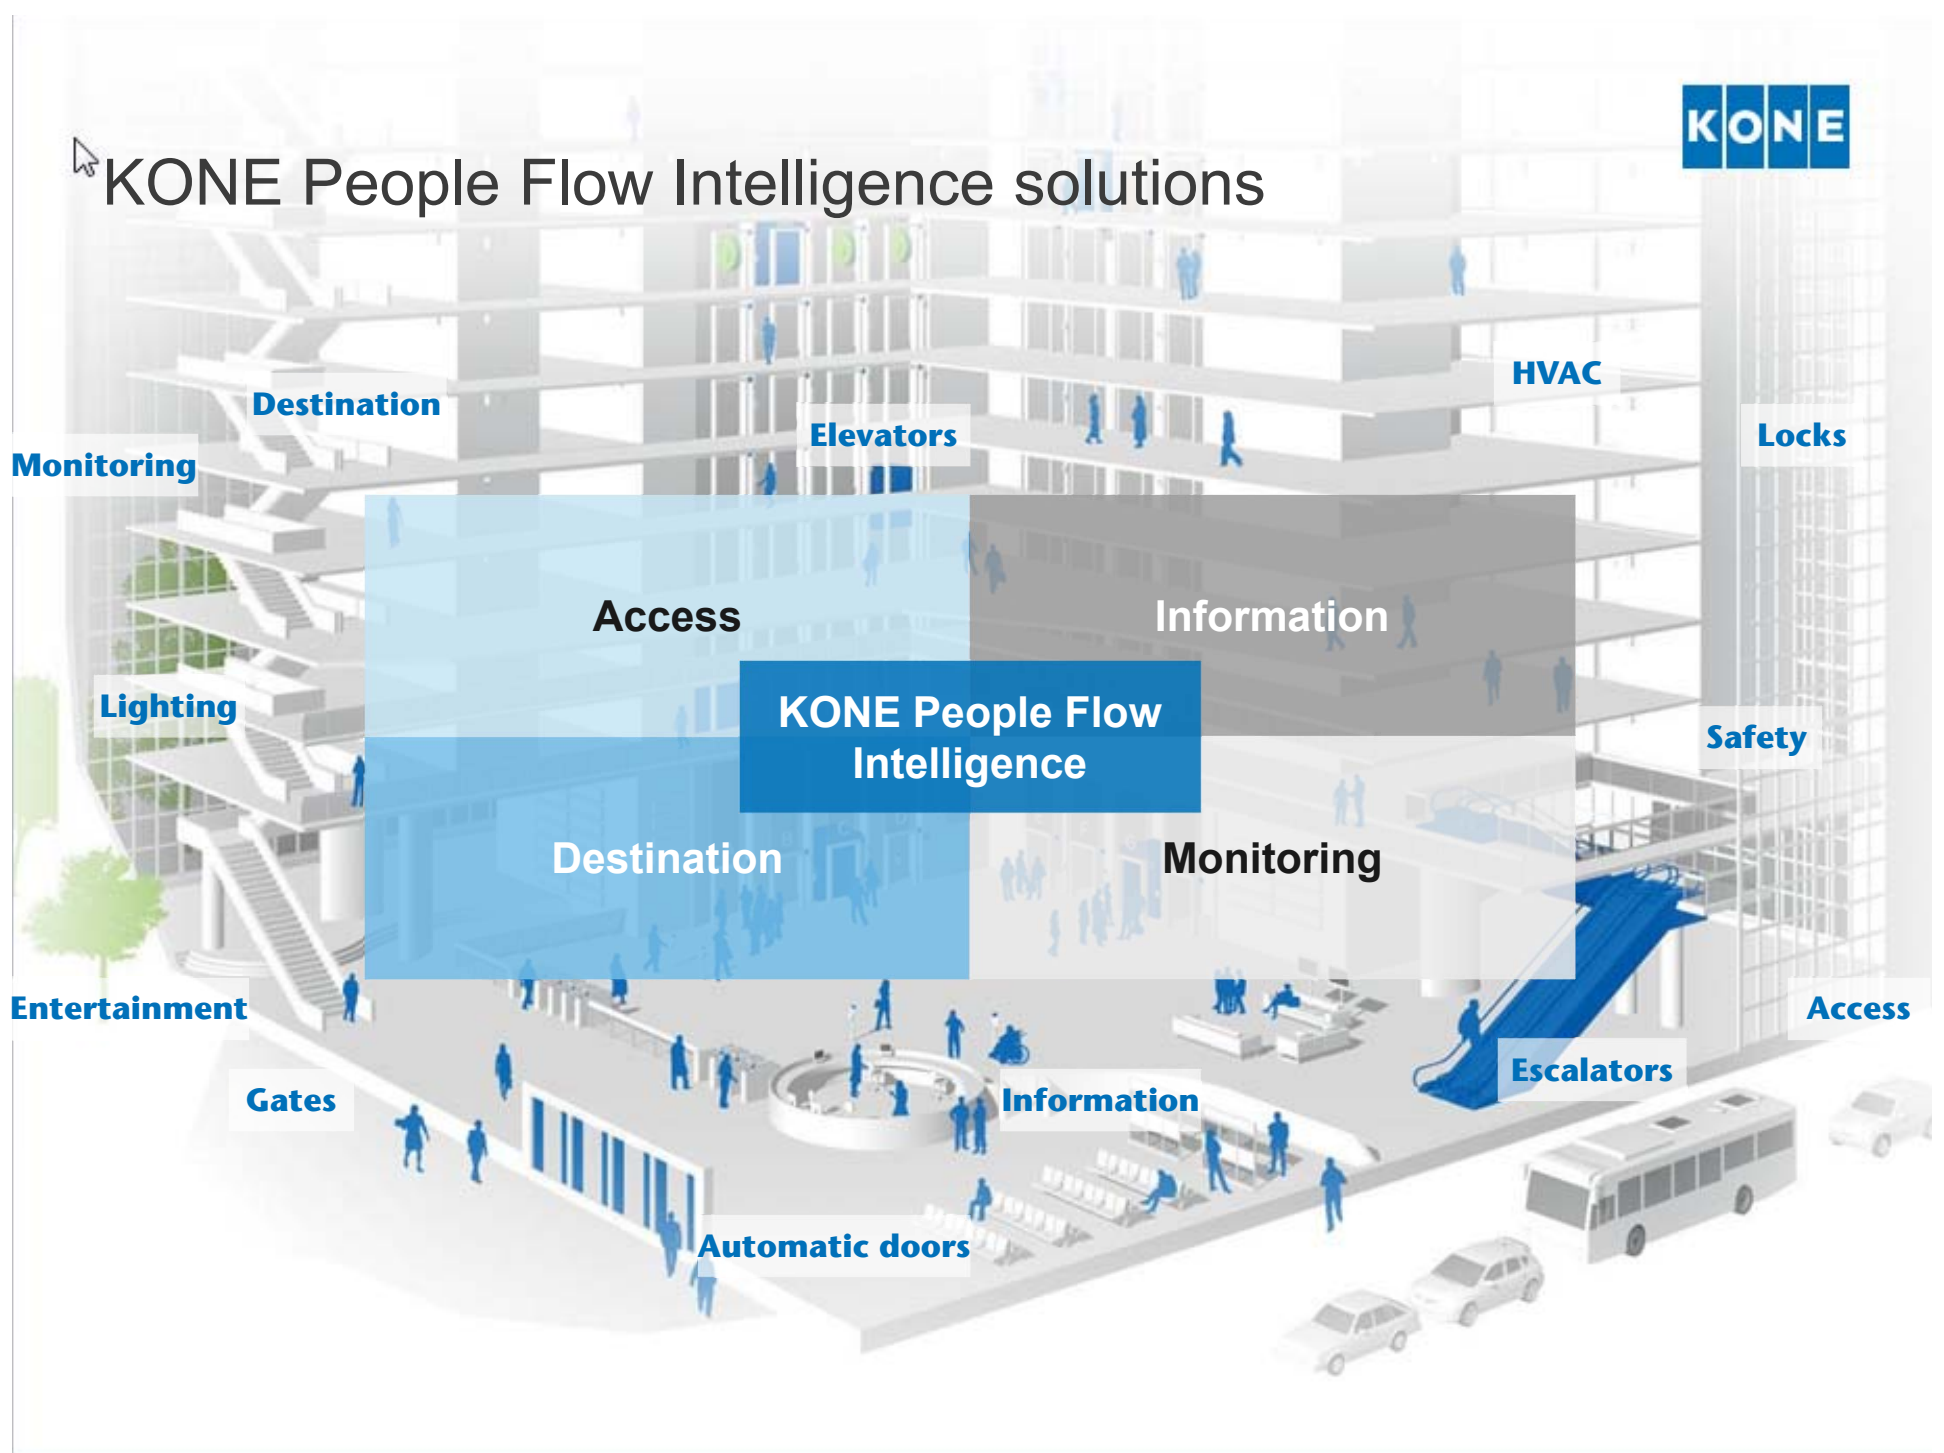 KONE
KONE People Flow Intelligence solutions
HVAC
Destination
Elevators
Locks
Monitoring
Access
Information
Lighting
KONE People Flow
Intelligence
Safety
Destination
Monitoring
Entertainment
Access
Escalators
Gates
Information
Automatic doors